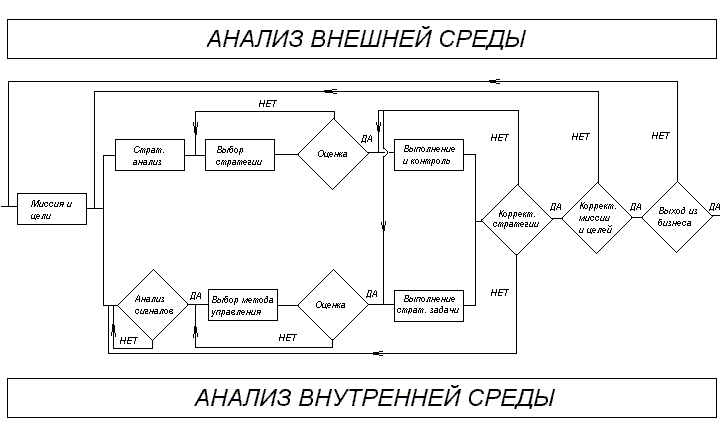 АНАЛИЗ ВНЕШНЕЙ СРЕДЫ
НЕТ
Страт.
анализ
Выбор
стратегии
Оценка
ДА
Выполнение
и контроль
НЕТ
НЕТ
НЕТ
Миссия и
цели
Коррект.
стратегии
ДА
Коррект.
миссии
и целей
ДА
Выход из
бизнеса
ДА
Анализ
сигналов
ДА
НЕТ
Выбор метода
управления
Оценка
ДА
НЕТ
Выполнение
страт. задачи
НЕТ
АНАЛИЗ ВНУТРЕННЕЙ СРЕДЫ